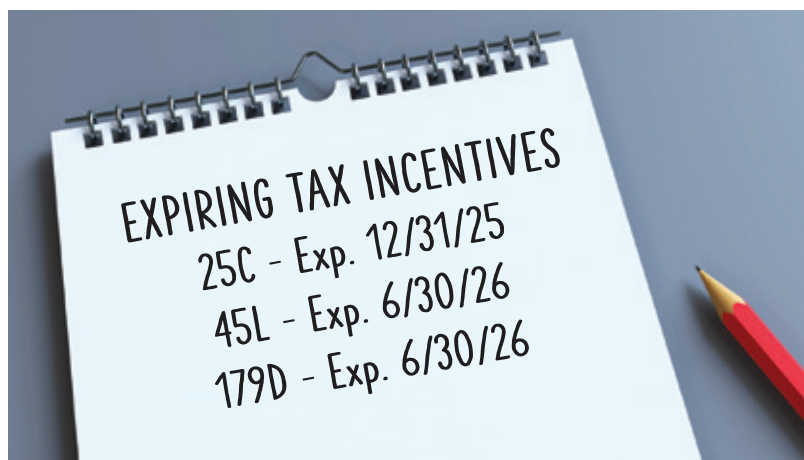 EXPIRING TAX INCENTIVES
25C - Exp. 12/31/25
45L - Exp. 6/30/26
179D - Exp. 6/30/26